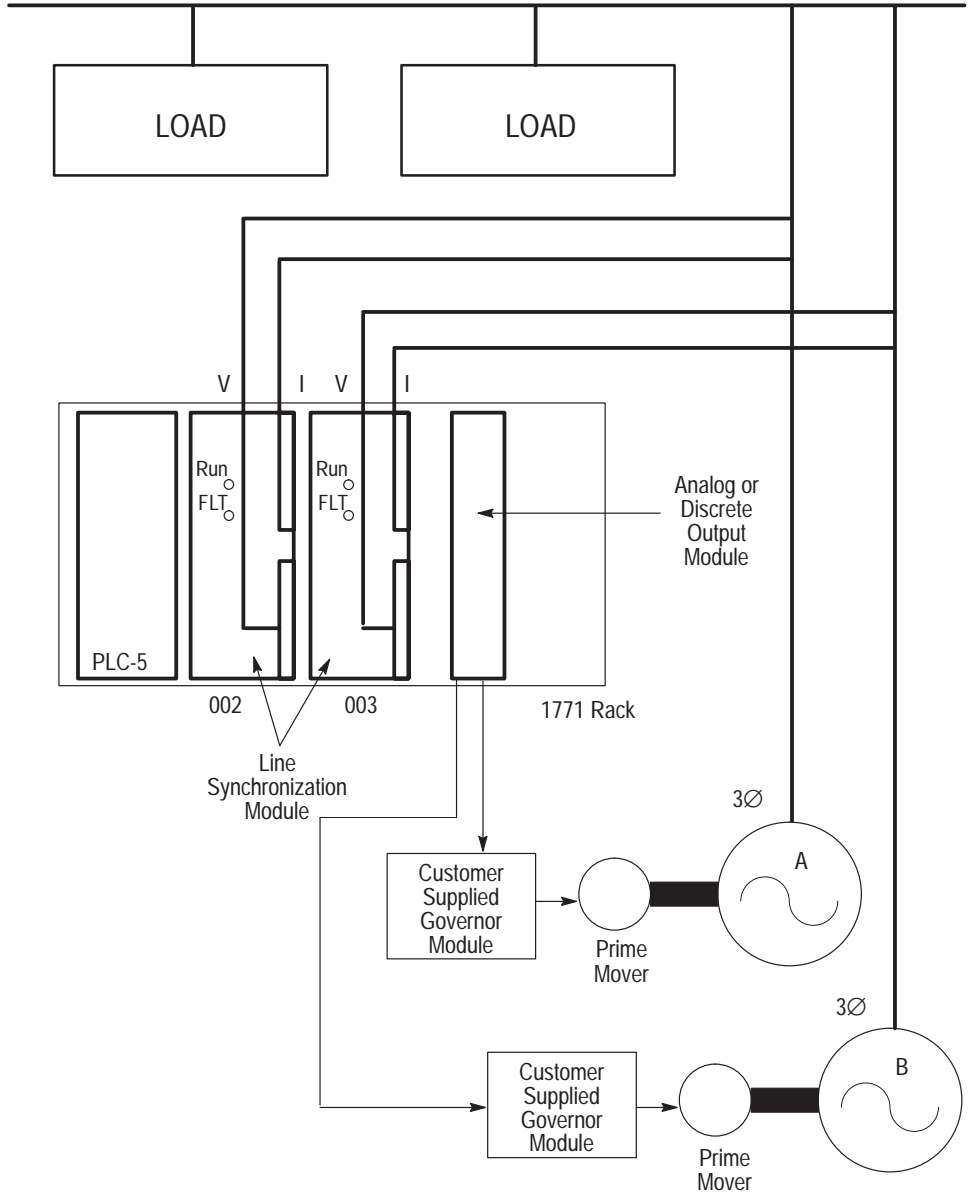 LOAD
LOAD
V
I
V
I
Run
FLT
Run
FLT
Analog or
Discrete
Output
Module
PLC-5
002
003
1771 Rack
Line
Synchronization
Module
3∅
A
Customer
Supplied
Governor
Module
Prime
Mover
3∅
B
Customer
Supplied
Governor
Module
Prime
Mover